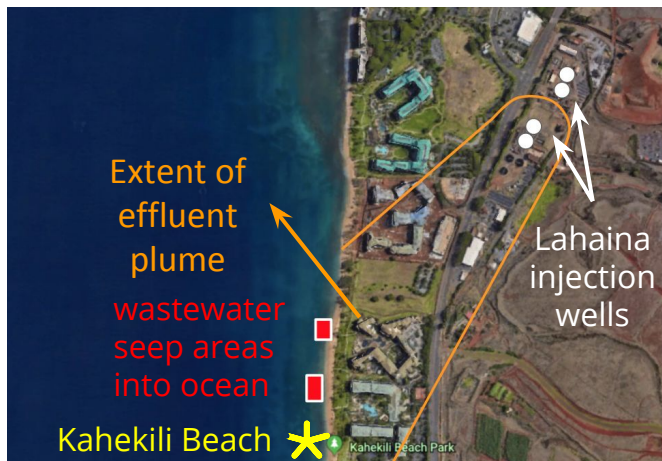 Extent of
effluent
plume
Lahaina
injection
wells
wastewater
seep areas
into ocean
Kahekili Beach
Kahekili Beach Park